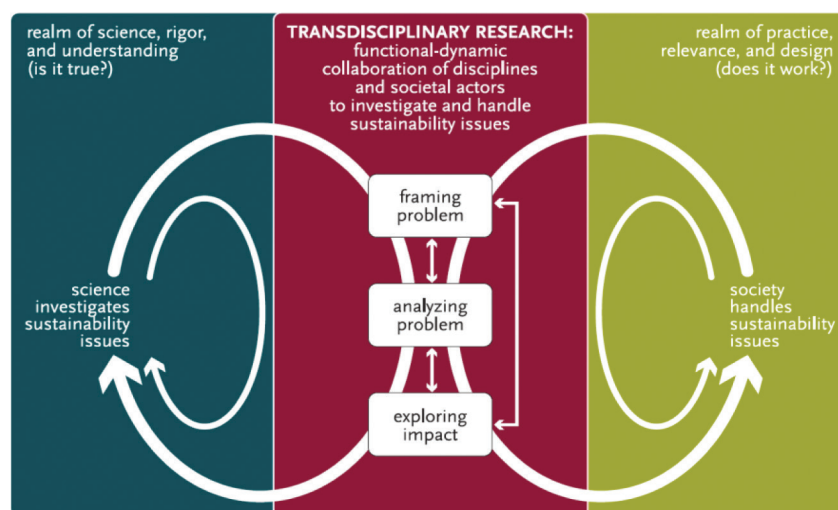 realm of science, rigor,
and understanding
(is it true?)
TRANSDISCIPLINARY RESEARCH:
functional-dynamic
collaboration of disciplines
and societal actors
to investigate and handle
sustainability issues
realm of practice,
relevance, and design
(does it work?)
framing
problem
science
investigates
sustainability
issues
analyzing
problem
society
handles
sustainability
issues
exploring
impact